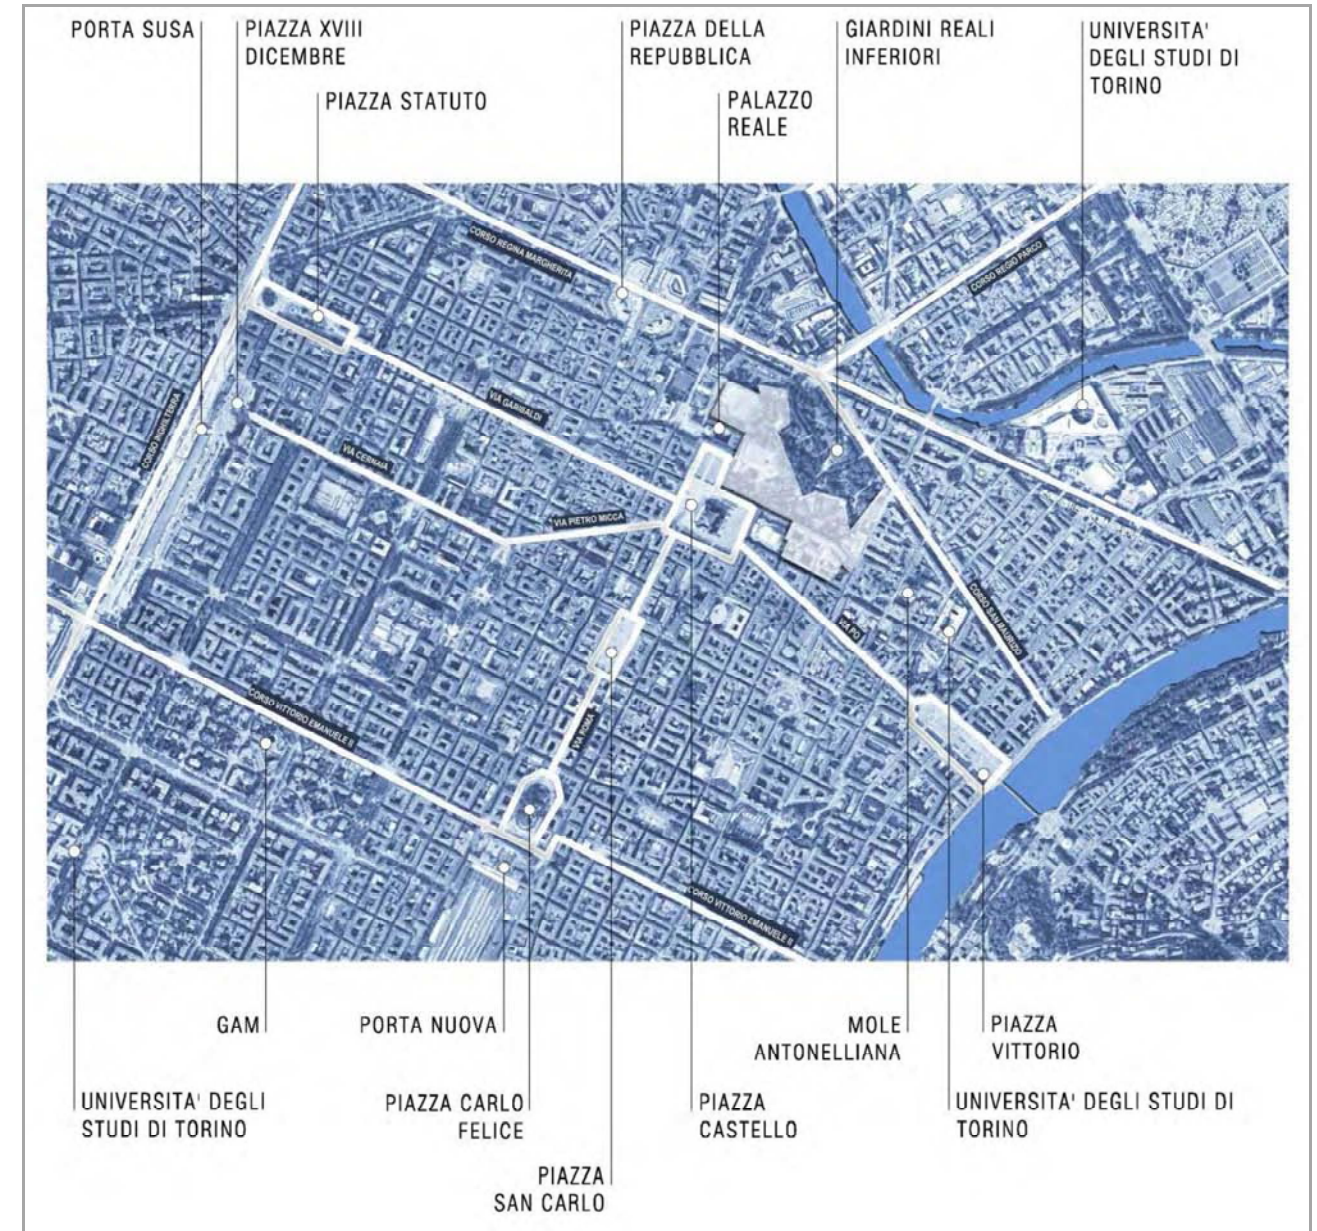 PORTA SUSA
PIAZZA XVIII
DICEMBRE
PIAZZA STATUTO
PIAZZA DELLA
REPUBBLICA
PALAZZO
REALE
GIARDINI REALI
INFERIORI
UNIVERSITA'
DEGLI STUDI DI
TORINO
CORSO REGINA MARGHERITA
CORSO REGIO PARCO
CORSO INGHILTERRA
VIA GARIBALDI
VIA CERNAIA
VIA PIETRO MICCA
VIA PO
CORSO SAN MAURIZIO
VIA ROMA
CORSO VITTORIO EMANUELE II
CORSO VITTORIO EMANUELE II
GAM
PORTA NUOVA
MOLE
ANTONELLIANA
PIAZZA
VITTORIO
UNIVERSITA' DEGLI
STUDI DI TORINO
PIAZZA CARLO
FELICE
PIAZZA
CASTELLO
UNIVERSITA' DEGLI STUDI DI
TORINO
PIAZZA
SAN CARLO